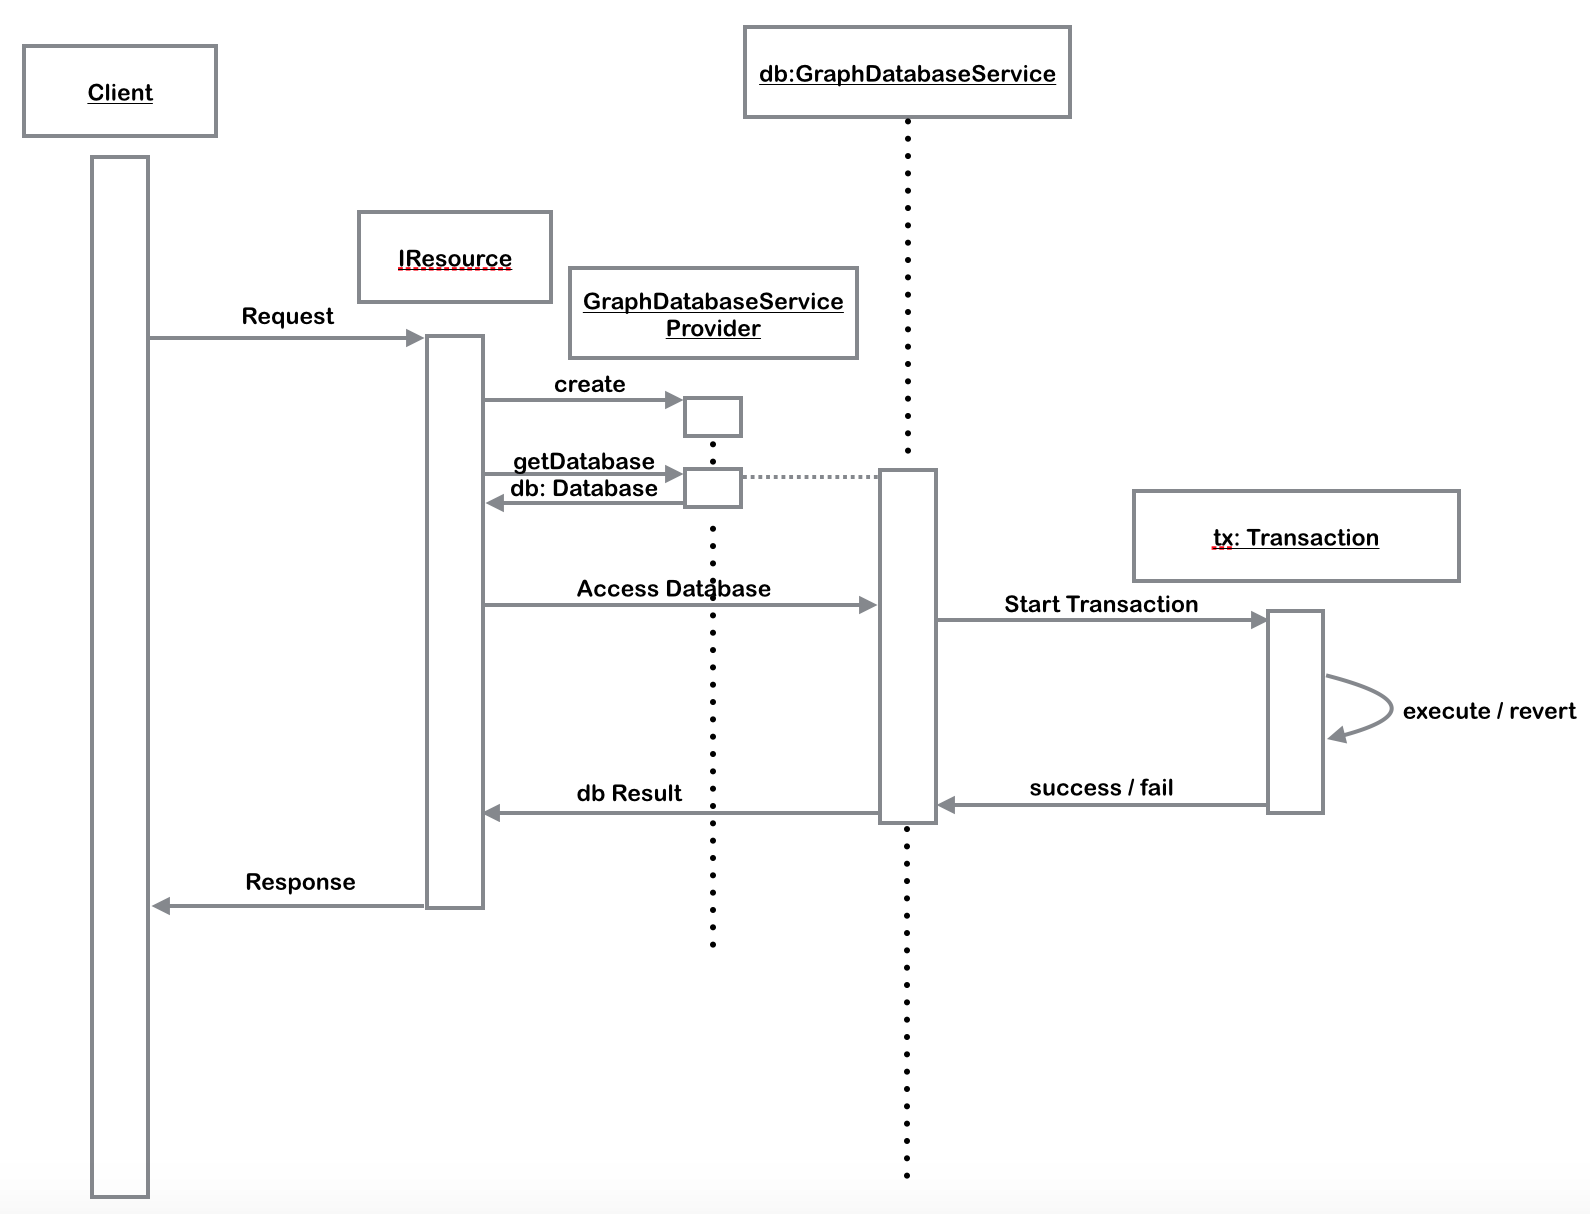 db:GraphDatabaseService
Client
IResource
GraphDatabaseService
Provider
Request
create
getDatabase
db: Database
tx: Transaction
Access Database
Start Transaction
execute / revert
success / fail
db Result
Response